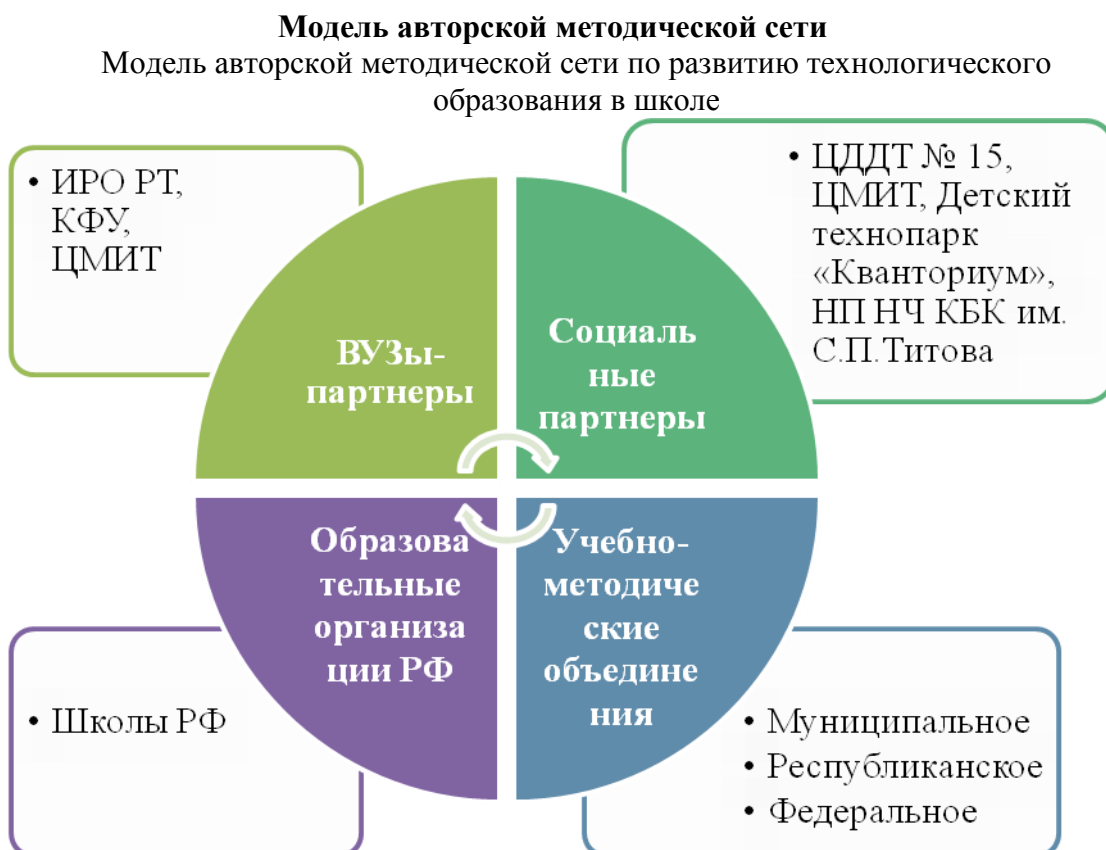 Модель авторской методической сети
Модель авторской методической сети по развитию технологического
образования в школе
• ИРО РТ,
КФУ,
ЦМИТ
• ЦДДТ № 15,
ЦМИТ, Детский
технопарк
«Кванториум»,
НП НЧ КБК им.
С.П.Титова
ВУЗы-
партнеры
Социаль
ные
партнеры
Образова
тельные
организа
ции РФ
Учебно-
методиче
ские
объедине
ния
• Школы РФ
• Муниципальное
• Республиканское
• Федеральное